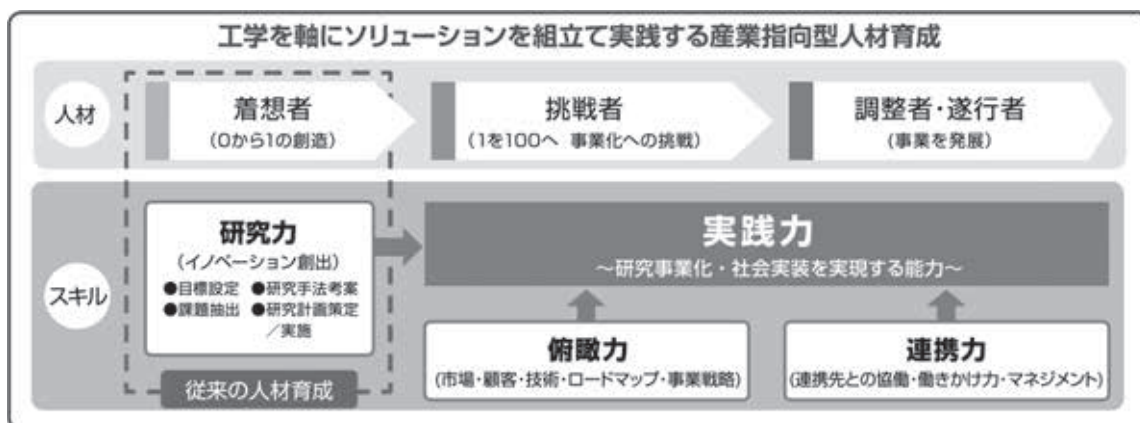 工学を軸にソリューションを組立て実践する産業指向型人材育成
人材
着想者
(0から1の創造)
挑戦者
(1を100へ 事業化への挑戦)
調整者・遂行者
(事業を発展)
スキル
研究力
(イノベーション創出)
●目標設定 ●研究手法考案
●課題抽出 ●研究計画策定
／実施
従来の人材育成
実践力
～研究事業化・社会実装を実現する能力～
俯瞰力
(市場・顧客・技術・ロードマップ・事業戦略)
連携力
(連携先との協働・働きかけ力・マネジメント)